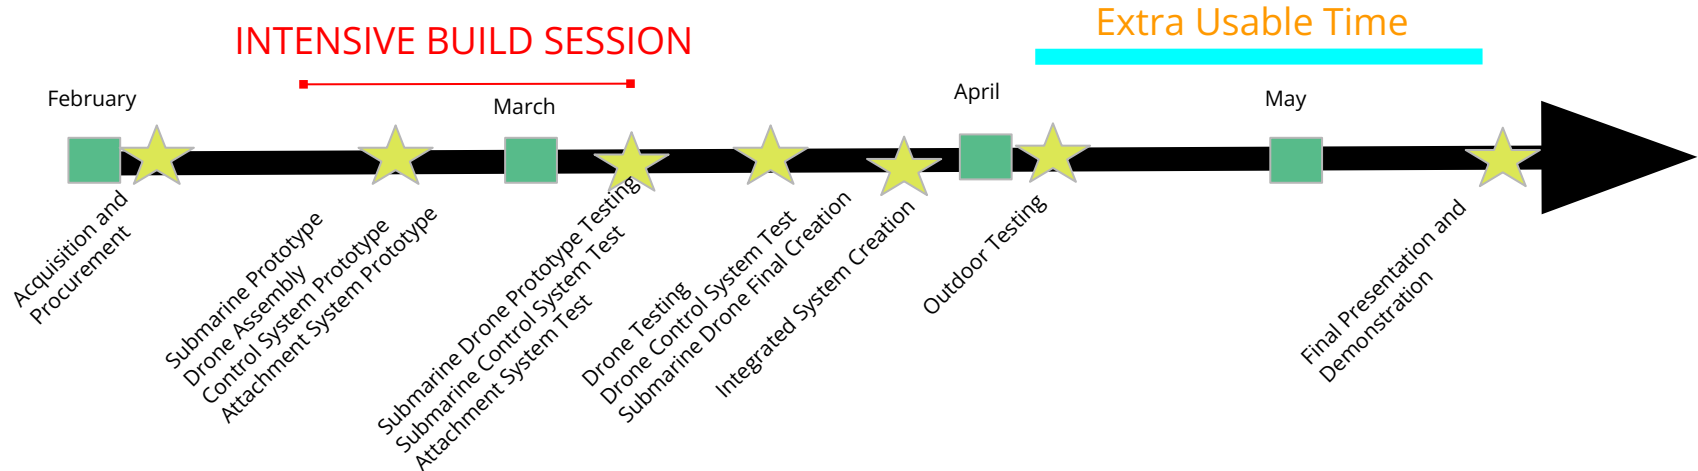 INTENSIVE BUILD SESSION
Extra Usable Time
February
March
April
May
Acquisition and
Procurement
Submarine Prototype
Drone Assembly
Control System Prototype
Attachment System Prototype
Submarine Drone Prototype Testing
Submarine Control System Test
Attachment System Test
Drone Testing
Drone Control System Test
Submarine Drone Final Creation
Integrated System Creation
Outdoor Testing
Final Presentation and
Demonstration